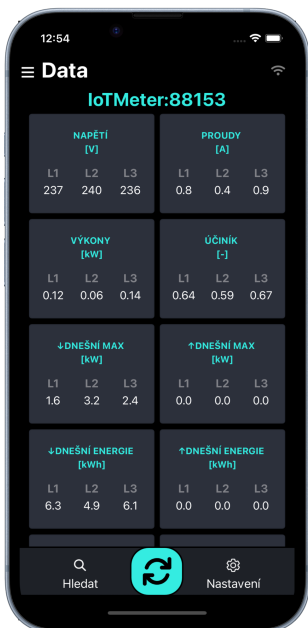 12:54
Data
IoTMeter:88153
NAPĚTÍ
[V]
L1 L2 L3
237 240 236
PROUDY
[A]
L1 L2 L3
0.8 0.4 0.9
VÝKONY
[kW]
L1 L2 L3
0.12 0.06 0.14
ÚČINÍK
[-]
L1 L2 L3
0.64 0.59 0.67
↓DNEŠNÍ MAX
[kW]
L1 L2 L3
1.6 3.2 2.4
↑DNEŠNÍ MAX
[kW]
L1 L2 L3
0.0 0.0 0.0
↓DNEŠNÍ ENERGIE
[kWh]
L1 L2 L3
6.3 4.9 6.1
↑DNEŠNÍ ENERGIE
[kWh]
L1 L2 L3
0.0 0.0 0.0
Hledat
Nastavení